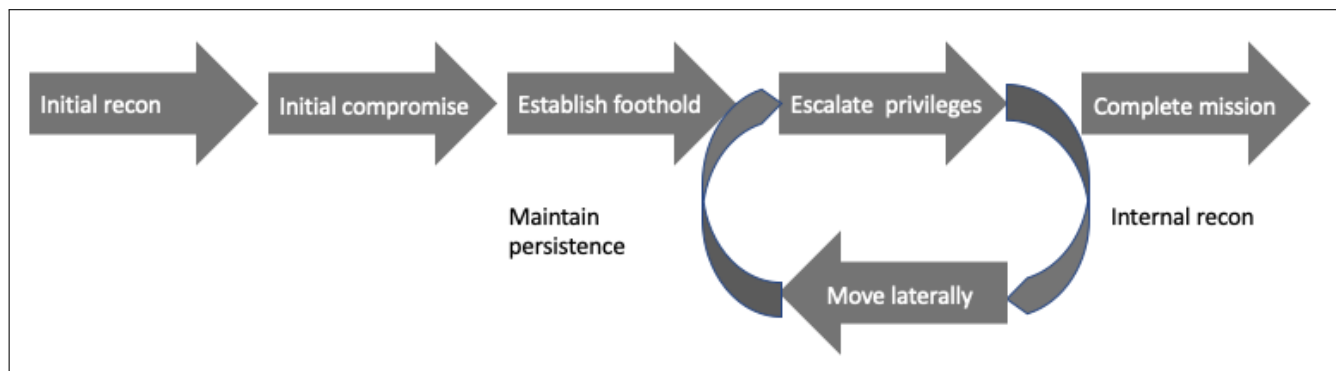 Initial recon
Initial compromise
Establish foothold
Escalate privileges
Complete mission
Maintain
persistence
Internal recon
Move laterally